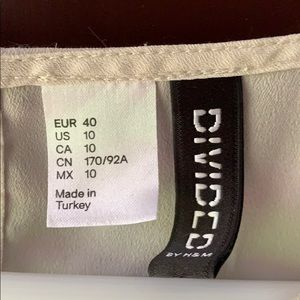 EUR 40
US 10
CA 10
CN 170/92A
MX 10
Made in
Turkey
DIVIDED
BY H&M